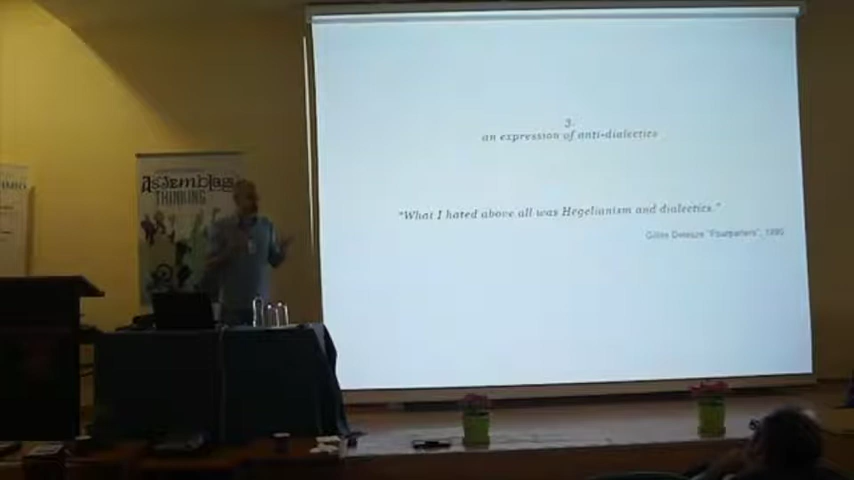 3.
an expression of anti-dialectics
"What I hated above all was Hegelianism and dialectics."
Gilles Deleuze "Pourparlers", 1990
Assemblag
THINKING